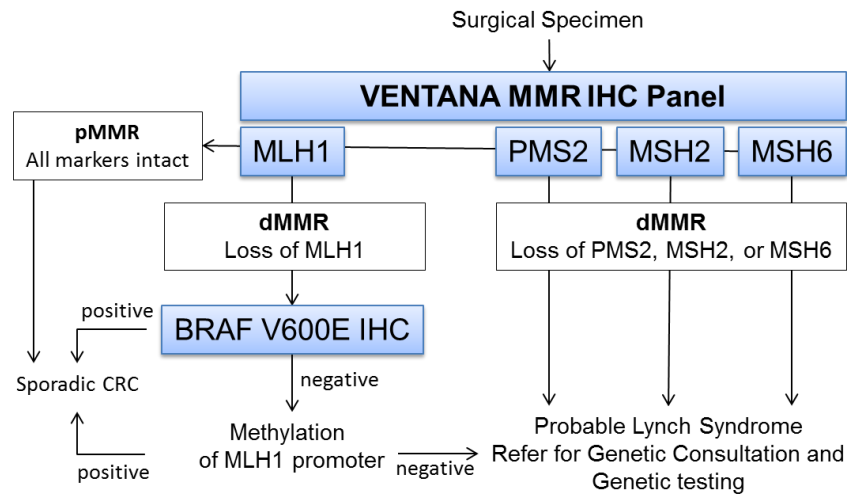 Surgical Specimen
VENTANA MMR IHC Panel
pMMR
All markers intact
MLH1
PMS2
MSH2
MSH6
dMMR
Loss of MLH1
dMMR
Loss of PMS2, MSH2, or MSH6
positive
BRAF V600E IHC
negative
Sporadic CRC
Methylation
of MLH1 promoter
positive
negative
Probable Lynch Syndrome
Refer for Genetic Consultation and
Genetic testing